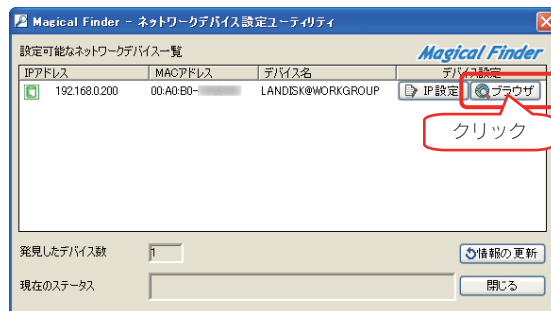 Magical Finder - ネットワークデバイス設定ユーティリティ
設定可能なネットワークデバイス一覧
Magical Finder
IPアドレス MACアドレス デバイス名 デバイス設定
192.168.0.200 00:A0:B0- LANDISK@WORKGROUP IP設定 ブラウザ
クリック
発見したデバイス数 1 情報の更新
現在のステータス 閉じる